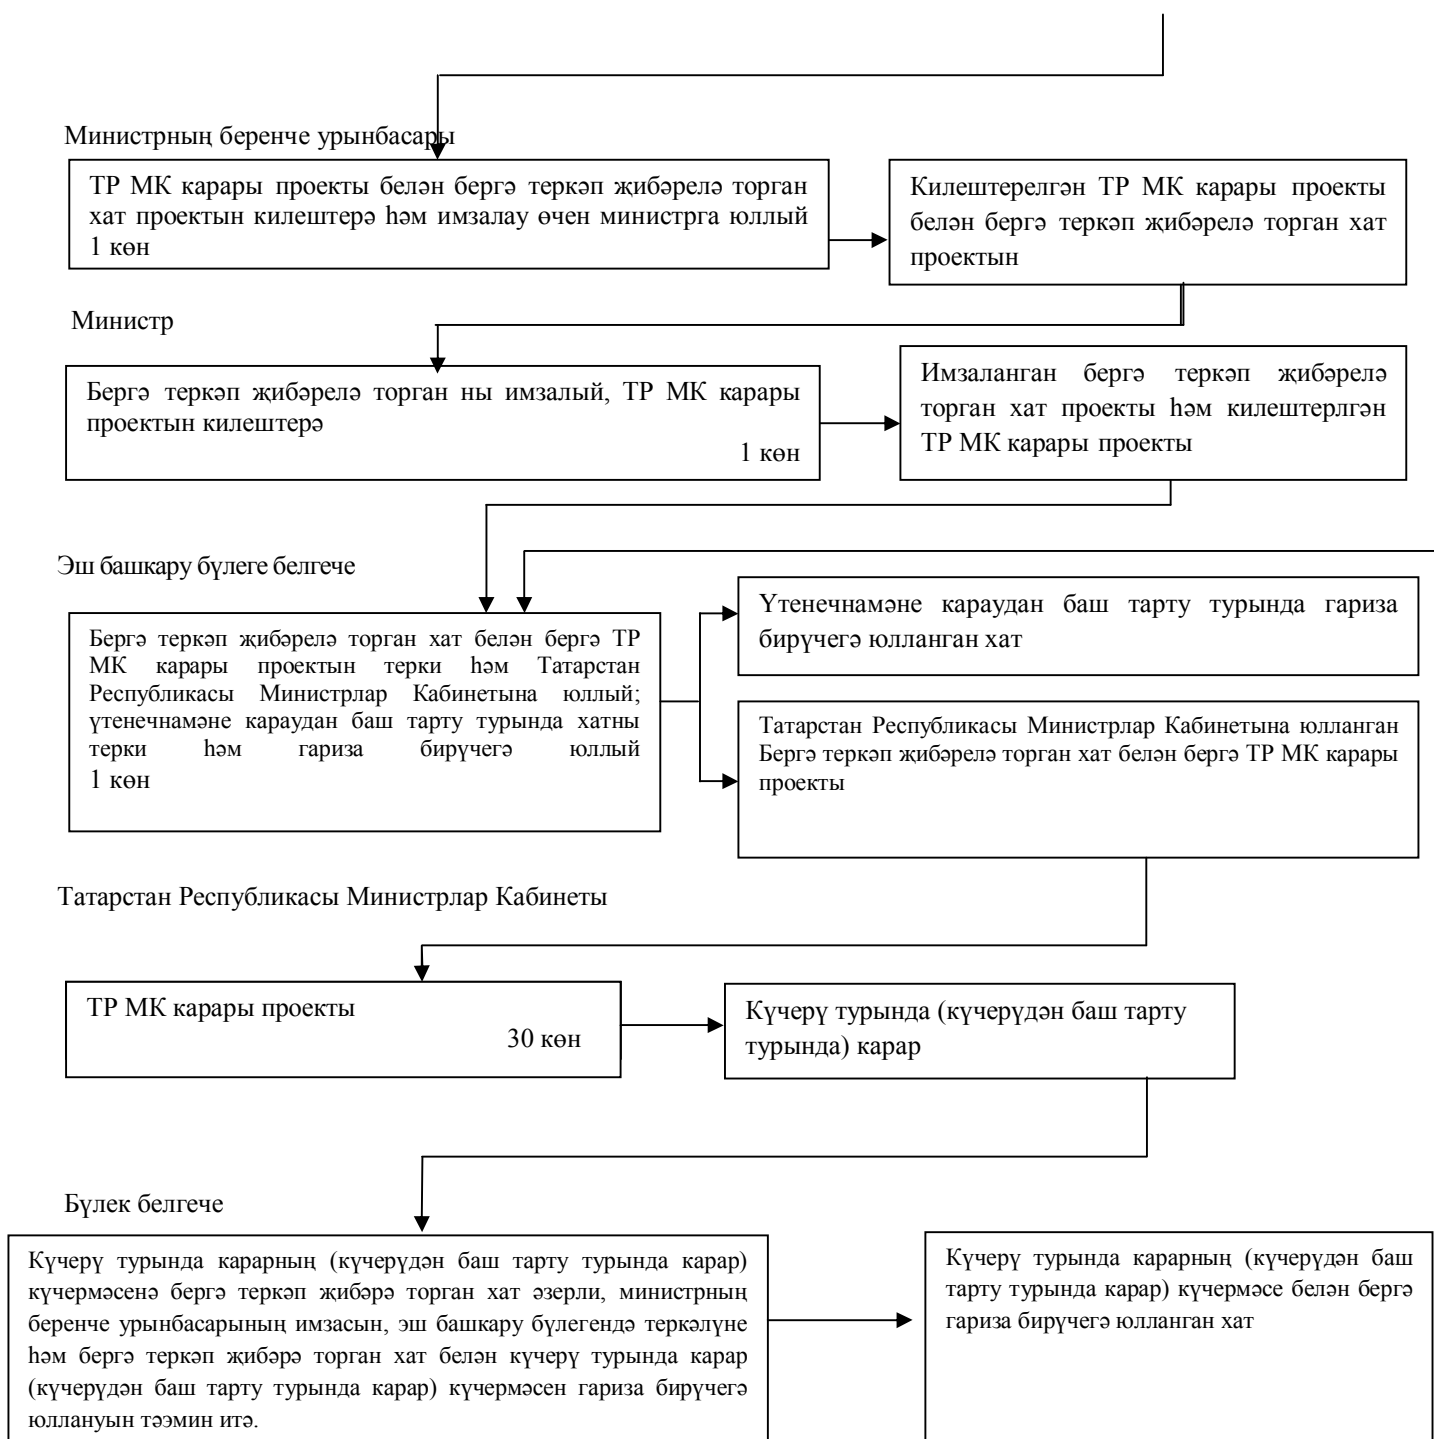 Министрның беренче урынбасары
ТР МК карары проекты белән бергә теркәп җибәрелә торган
хат проектын килештерә һәм имзалау өчен министрга юллый
1 көн
Килештерелгән ТР МК карары проекты
белән бергә теркәп җибәрелә торган хат
проектын
Министр
Бергә теркәп җибәрелә торган ны имзалый, ТР МК карары
проектын килештерә
1 көн
Имзаланган бергә теркәп җибәрелә
торган хат проекты һәм килештерлгән
ТР МК карары проекты
Эш башкару бүлеге белгече
Бергә теркәп җибәрелә торган хат белән бергә ТР
МК карары проектын терки һәм Татарстан
Республикасы Министрлар Кабинетына юллый;
үтенечнамәне караудан баш тарту турында хатны
терки һәм гариза бирүчегә юллый
1 көн
Үтенечнамәне караудан баш тарту турында гариза
бирүчегә юлланган хат
Татарстан Республикасы Министрлар Кабинетына юлланган
Бергә теркәп җибәрелә торган хат белән бергә ТР МК карары
проекты
Татарстан Республикасы Министрлар Кабинеты
ТР МК карары проекты
30 көн
Күчерү турында (күчерүдән баш тарту
турында) карар
Бүлек белгече
Күчерү турында карарның (күчерүдән баш тарту турында карар)
күчермәсенә бергә теркәп җибәрә торган хат әзерли, министрның
беренче урынбасарының имзасын, эш башкару бүлегендә теркәлүне
һәм бергә теркәп җибәрә торган хат белән күчерү турында карар
(күчерүдән баш тарту турында карар) күчермәсен гариза бирүчегә
юллануын тәэмин итә.
Күчерү турында карарның (күчерүдән баш
тарту турында карар) күчермәсе белән бергә
гариза бирүчегә юлланган хат